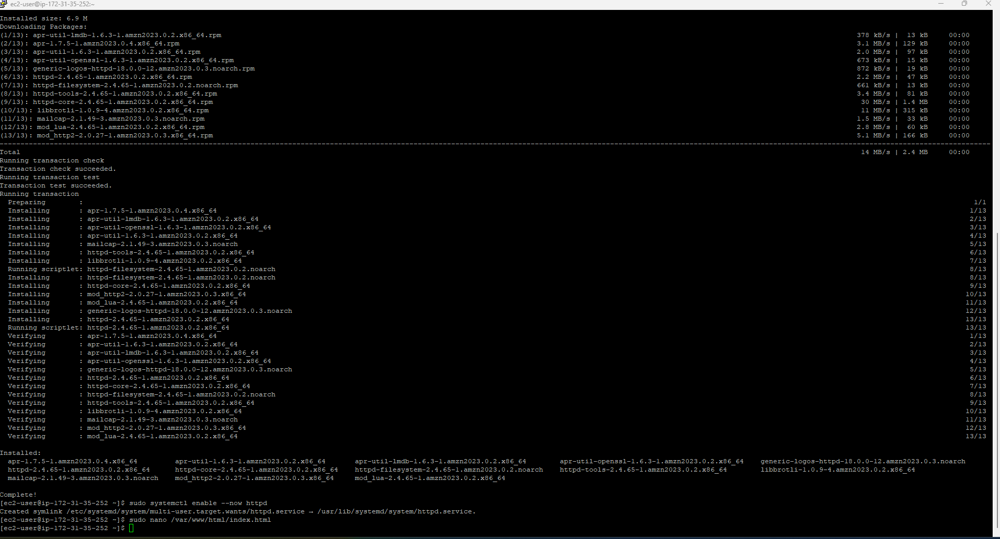 ec2-user@ip-172-31-35-252:~
Installed size: 6.9 M
Downloading Packages:
(1/13): apr-util-lmdb-1.6.3-1.amzn2023.0.2.x86_64.rpm 378 kB/s | 13 kB 00:00
(2/13): apr-1.7.5-1.amzn2023.0.4.x86_64.rpm 3.1 MB/s | 129 kB 00:00
(3/13): apr-util-1.6.3-1.amzn2023.0.2.x86_64.rpm 2.0 MB/s | 97 kB 00:00
(4/13): apr-util-openssl-1.6.3-1.amzn2023.0.2.x86_64.rpm 673 kB/s | 15 kB 00:00
(5/13): generic-logos-httpd-18.0.0-12.amzn2023.0.3.noarch.rpm 872 kB/s | 19 kB 00:00
(6/13): httpd-2.4.65-1.amzn2023.0.2.x86_64.rpm 2.2 MB/s | 47 kB 00:00
(7/13): httpd-filesystem-2.4.65-1.amzn2023.0.2.noarch.rpm 661 kB/s | 13 kB 00:00
(8/13): httpd-tools-2.4.65-1.amzn2023.0.2.x86_64.rpm 3.4 MB/s | 81 kB 00:00
(9/13): httpd-core-2.4.65-1.amzn2023.0.2.x86_64.rpm 30 MB/s | 1.4 MB 00:00
(10/13): libbrotli-1.0.9-4.amzn2023.0.2.x86_64.rpm 11 MB/s | 315 kB 00:00
(11/13): mailcap-2.1.49-3.amzn2023.0.3.noarch.rpm 1.5 MB/s | 33 kB 00:00
(12/13): mod_lua-2.4.65-1.amzn2023.0.2.x86_64.rpm 2.8 MB/s | 60 kB 00:00
(13/13): mod_http2-2.0.27-1.amzn2023.0.3.x86_64.rpm 5.1 MB/s | 166 kB 00:00
Total 14 MB/s | 2.4 MB 00:00
Running transaction check
Transaction check succeeded.
Running transaction test
Transaction test succeeded.
Running transaction
Preparing : 1/1
Installing : apr-1.7.5-1.amzn2023.0.4.x86_64 1/13
Installing : apr-util-lmdb-1.6.3-1.amzn2023.0.2.x86_64 2/13
Installing : apr-util-openssl-1.6.3-1.amzn2023.0.2.x86_64 3/13
Installing : apr-util-1.6.3-1.amzn2023.0.2.x86_64 4/13
Installing : mailcap-2.1.49-3.amzn2023.0.3.noarch 5/13
Installing : httpd-tools-2.4.65-1.amzn2023.0.2.x86_64 6/13
Installing : libbrotli-1.0.9-4.amzn2023.0.2.x86_64 7/13
Running scriptlet: httpd-filesystem-2.4.65-1.amzn2023.0.2.noarch 8/13
Installing : httpd-filesystem-2.4.65-1.amzn2023.0.2.noarch 8/13
Installing : httpd-core-2.4.65-1.amzn2023.0.2.x86_64 9/13
Installing : mod_http2-2.0.27-1.amzn2023.0.3.x86_64 10/13
Installing : mod_lua-2.4.65-1.amzn2023.0.2.x86_64 11/13
Installing : generic-logos-httpd-18.0.0-12.amzn2023.0.3.noarch 12/13
Installing : httpd-2.4.65-1.amzn2023.0.2.x86_64 13/13
Running scriptlet: httpd-2.4.65-1.amzn2023.0.2.x86_64 13/13
Verifying : apr-1.7.5-1.amzn2023.0.4.x86_64 1/13
Verifying : apr-util-1.6.3-1.amzn2023.0.2.x86_64 2/13
Verifying : apr-util-lmdb-1.6.3-1.amzn2023.0.2.x86_64 3/13
Verifying : apr-util-openssl-1.6.3-1.amzn2023.0.2.x86_64 4/13
Verifying : generic-logos-httpd-18.0.0-12.amzn2023.0.3.noarch 5/13
Verifying : httpd-2.4.65-1.amzn2023.0.2.x86_64 6/13
Verifying : httpd-core-2.4.65-1.amzn2023.0.2.x86_64 7/13
Verifying : httpd-filesystem-2.4.65-1.amzn2023.0.2.noarch 8/13
Verifying : httpd-tools-2.4.65-1.amzn2023.0.2.x86_64 9/13
Verifying : libbrotli-1.0.9-4.amzn2023.0.2.x86_64 10/13
Verifying : mailcap-2.1.49-3.amzn2023.0.3.noarch 11/13
Verifying : mod_http2-2.0.27-1.amzn2023.0.3.x86_64 12/13
Verifying : mod_lua-2.4.65-1.amzn2023.0.2.x86_64 13/13
Installed:
apr-1.7.5-1.amzn2023.0.4.x86_64 apr-util-1.6.3-1.amzn2023.0.2.x86_64 apr-util-lmdb-1.6.3-1.amzn2023.0.2.x86_64 apr-util-openssl-1.6.3-1.amzn2023.0.2.x86_64 generic-logos-httpd-18.0.0-12.amzn2023.0.3.noarch
httpd-2.4.65-1.amzn2023.0.2.x86_64 httpd-core-2.4.65-1.amzn2023.0.2.x86_64 httpd-filesystem-2.4.65-1.amzn2023.0.2.noarch httpd-tools-2.4.65-1.amzn2023.0.2.x86_64 libbrotli-1.0.9-4.amzn2023.0.2.x86_64
mailcap-2.1.49-3.amzn2023.0.3.noarch mod_http2-2.0.27-1.amzn2023.0.3.x86_64 mod_lua-2.4.65-1.amzn2023.0.2.x86_64
Complete!
[ec2-user@ip-172-31-35-252 ~]$ sudo systemctl enable --now httpd
Created symlink /etc/systemd/system/multi-user.target.wants/httpd.service → /usr/lib/systemd/system/httpd.service.
[ec2-user@ip-172-31-35-252 ~]$ sudo nano /var/www/html/index.html
[ec2-user@ip-172-31-35-252 ~]$